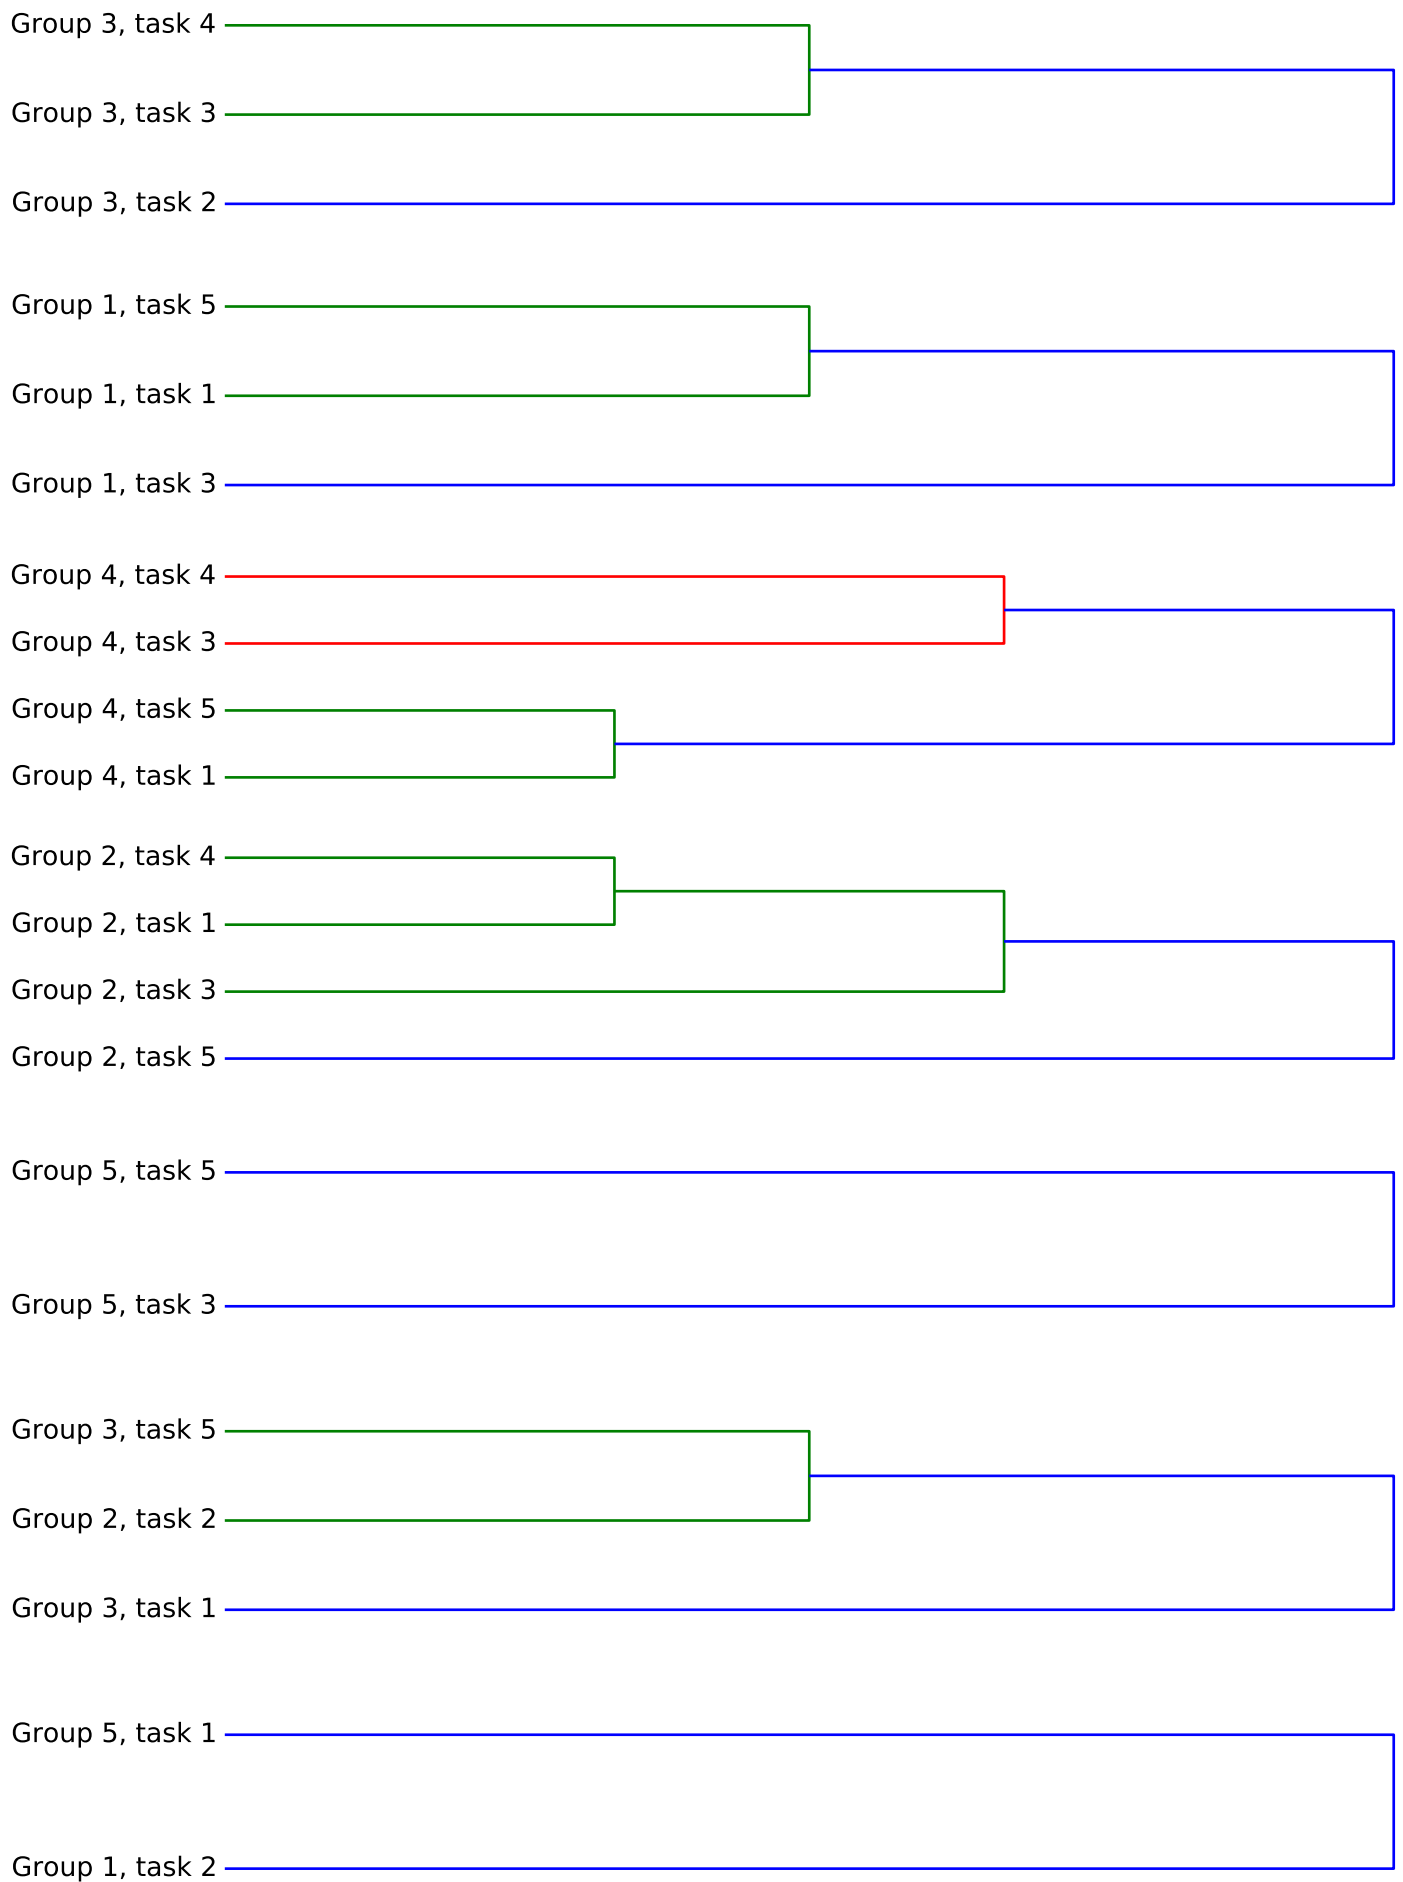 Group 3, task 4
Group 3, task 3
Group 3, task 2
Group 1, task 5
Group 1, task 1
Group 1, task 3
Group 4, task 4
Group 4, task 3
Group 4, task 5
Group 4, task 1
Group 2, task 4
Group 2, task 1
Group 2, task 3
Group 2, task 5
Group 5, task 5
Group 5, task 3
Group 3, task 5
Group 2, task 2
Group 3, task 1
Group 5, task 1
Group 1, task 2